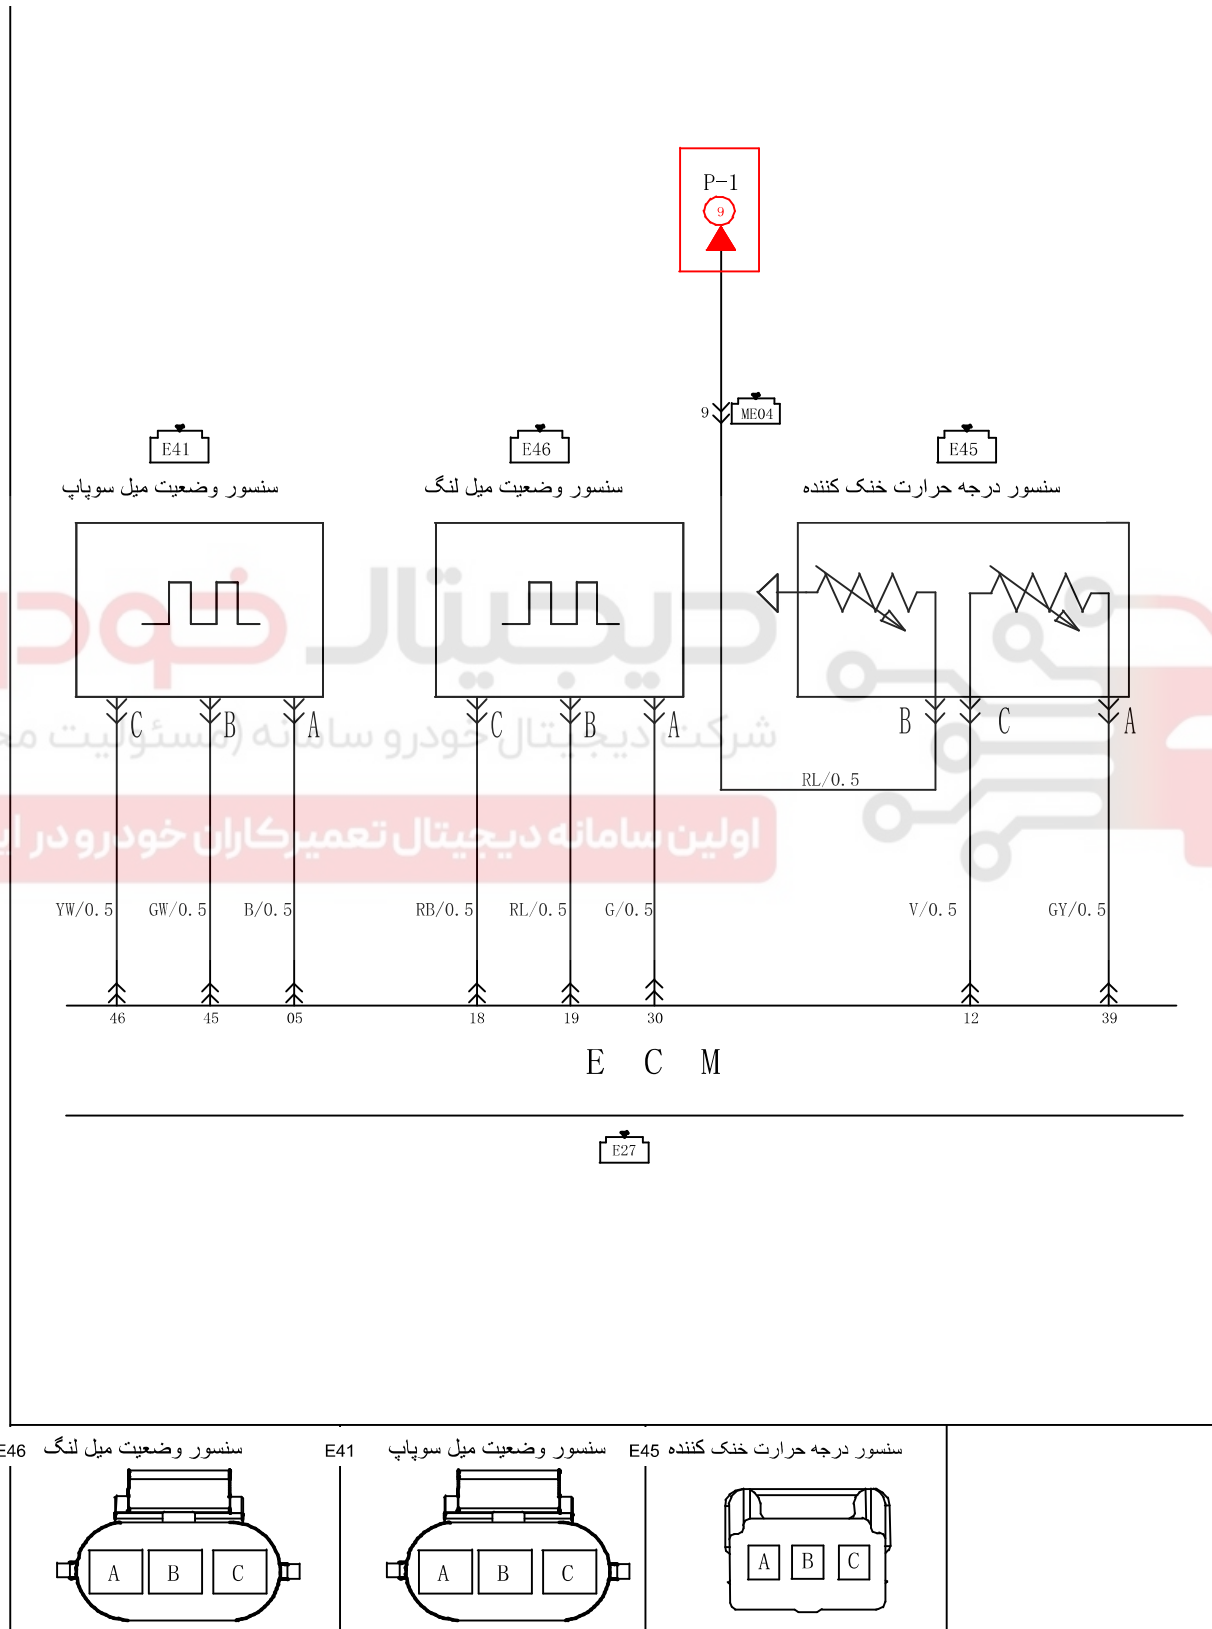 P-1
9
9
ME04
E41
E46
E45
سنسور وضعیت میل سوپاپ
سنسور وضعیت میل لنگ
سنسور درجه حرارت خنک کننده
دیجیتال خودرو
C
B
A
C
B
A
B
C
A
شرکت دیجیتال خودرو سامانه (مسئولیت
RL/0.5
اولین سامانه دیجیتال تعمیرکاران خودرو در
YW/0.5
GW/0.5
B/0.5
RB/0.5
RL/0.5
G/0.5
V/0.5
GY/0.5
46
45
05
18
19
30
12
39
E C M
E27
E46 سنسور وضعیت میل لنگ
E41 سنسور وضعیت میل سوپاپ
E45 سنسور درجه حرارت خنک کننده
A B C
A B C
A B C